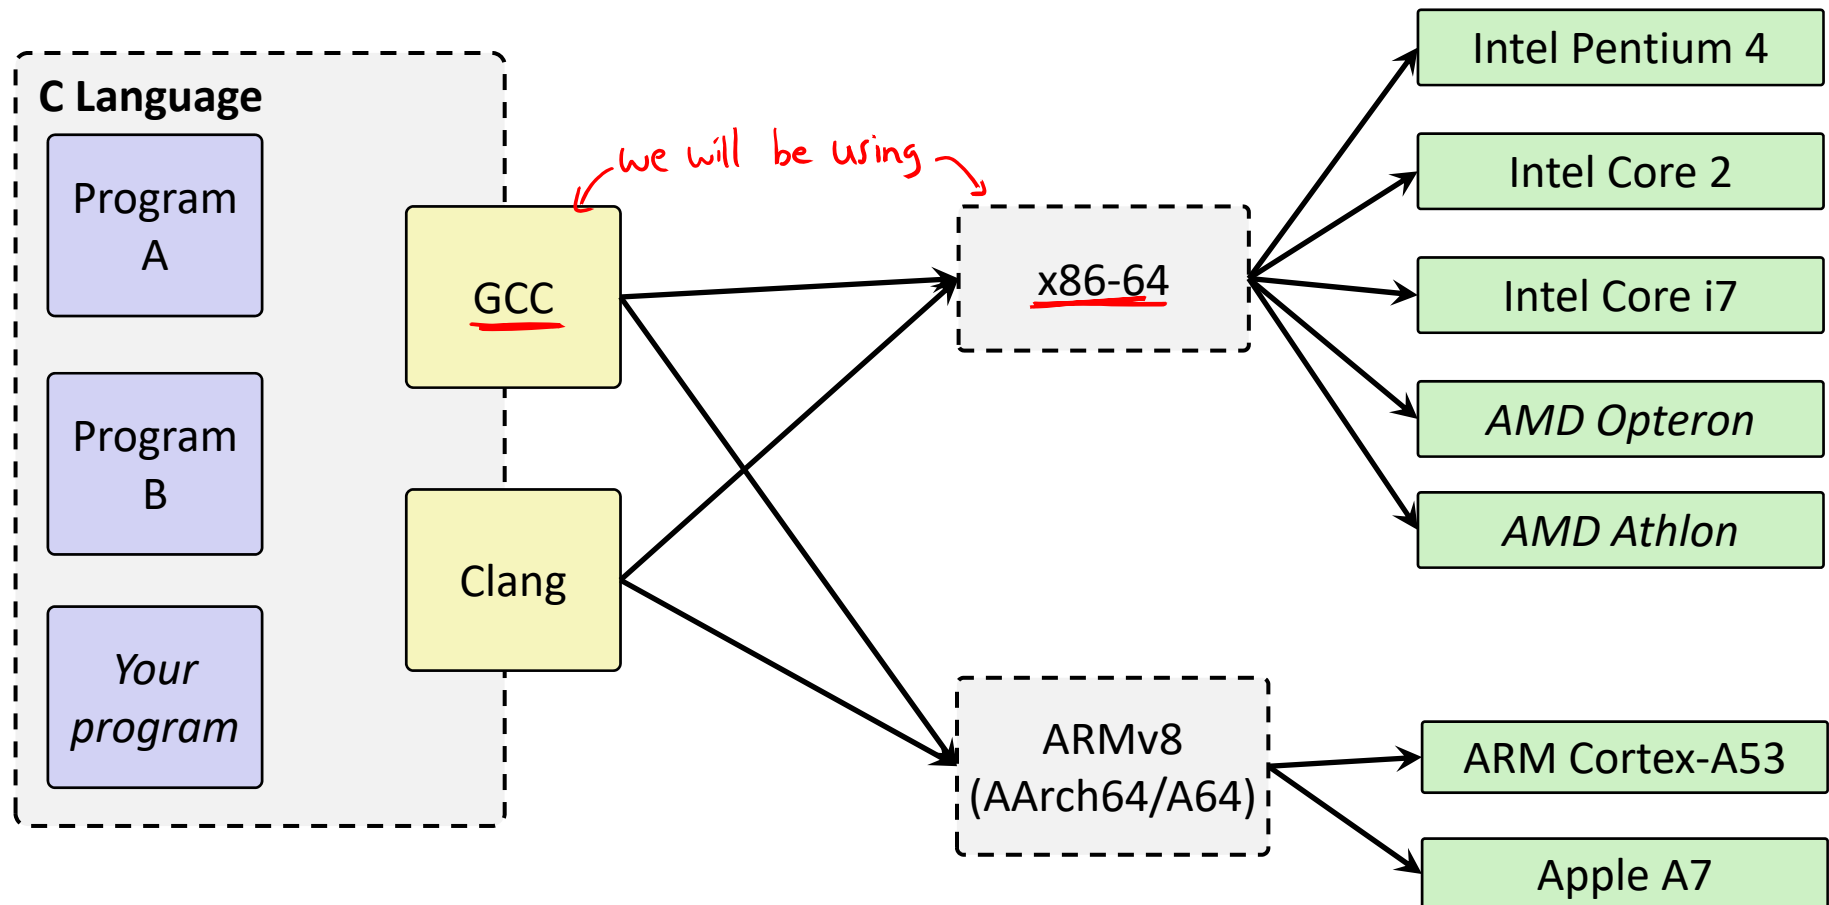 C Language
Program
A
Program
B
Your
program
we will be using
GCC
Clang
x86-64
ARMv8
(AArch64/A64)
Intel Pentium 4
Intel Core 2
Intel Core i7
AMD Opteron
AMD Athlon
ARM Cortex-A53
Apple A7